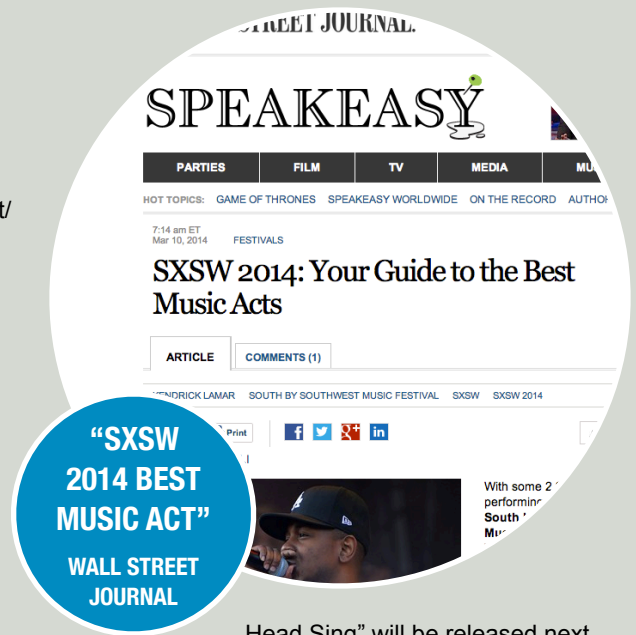 STREET JOURNAL.
SPEAKEASY
PARTIES FILM TV MEDIA
HOT TOPICS: GAME OF THRONES SPEAKEASY WORLDWIDE ON THE RECORD
7:14 am ET
Mar 10, 2014 FESTIVALS
SXSW 2014: Your Guide to the Best
Music Acts
ARTICLE COMMENTS (1)
KENDRICK LAMAR SOUTH BY SOUTHWEST MUSIC FESTIVAL SXSW SXSW 2014
Print
With some 2
performing
South
“SXSW
2014 BEST
MUSIC ACT”
WALL STREET
JOURNAL
Head Sing” will be released next